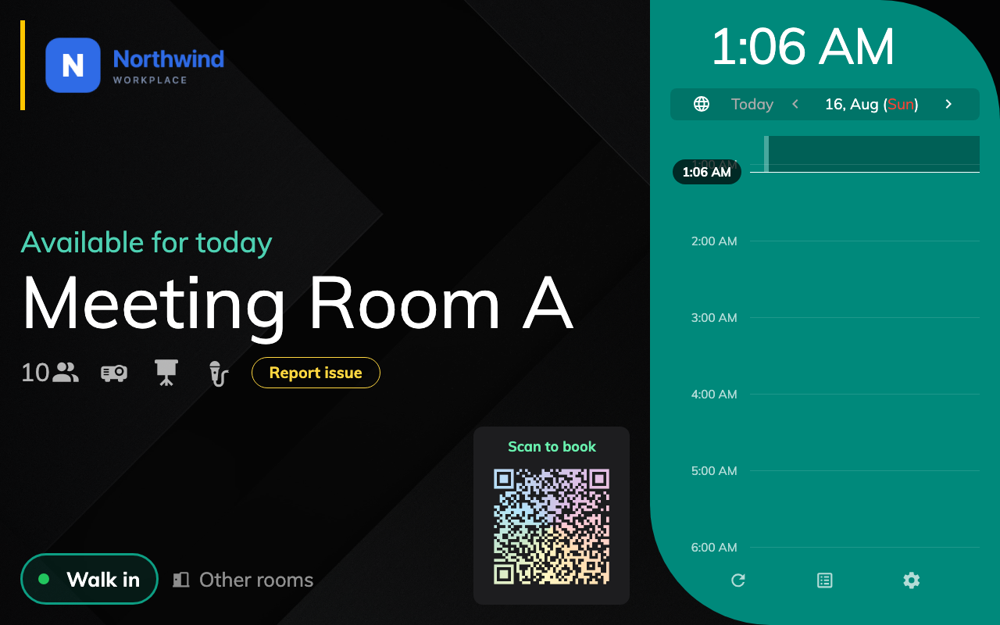 N
Northwind
WORKPLACE
Available for today
Meeting Room A
10
Report issue
Scan to book
Walk in
Other rooms
1:06 AM
Today
16, Aug (Sun)
1:00 AM
1:06 AM
2:00 AM
3:00 AM
4:00 AM
5:00 AM
6:00 AM